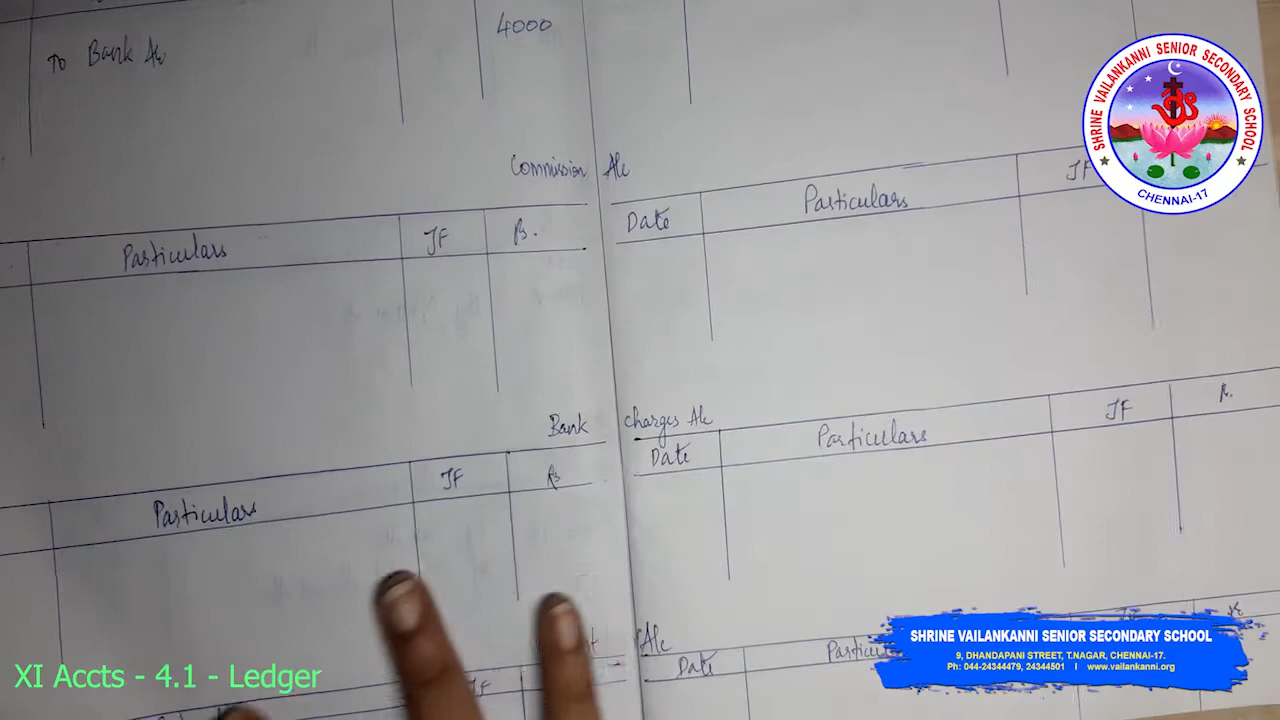 4000
To Bank A/c
Commission A/c
Particulars JF Rs.
Date Particulars JF
Bank charges A/c
Particulars JF Rs
Date Particulars JF Rs.
A/c
JF
Date
SHRINE VAILANKANNI SENIOR SECONDARY SCHOOL
CHENNAI-17
SHRINE VAILANKANNI SENIOR SECONDARY SCHOOL
9, DHANDAPANI STREET, T.NAGAR, CHENNAI-17.
Ph: 044-24344479, 24344501 I www.vailankanni.org
XI Accts - 4.1 - Ledger